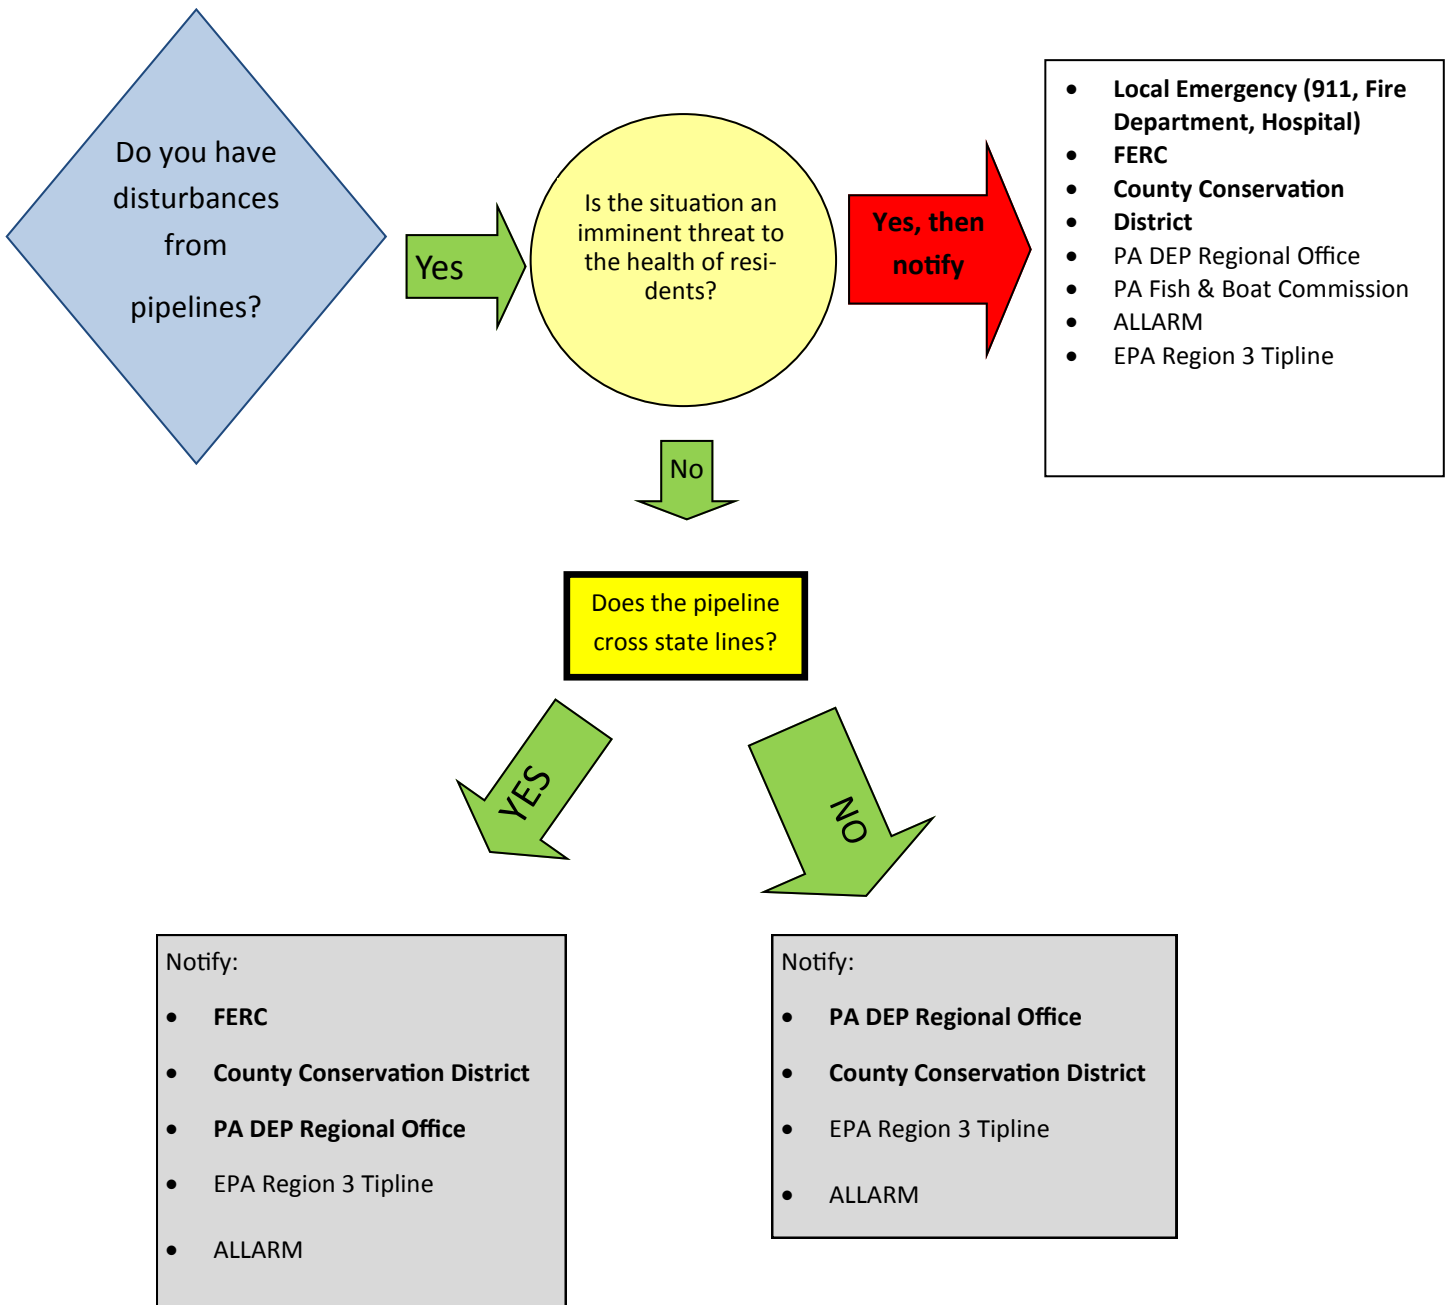 Do you have
disturbances
from
pipelines?
Yes
Is the situation an
imminent threat to
the health of resi-
dents?
Yes, then
notify
• Local Emergency (911, Fire
Department, Hospital)
• FERC
• County Conservation
• District
• PA DEP Regional Office
• PA Fish & Boat Commission
• ALLARM
• EPA Region 3 Tipline
No
Does the pipeline
cross state lines?
YES
NO
Notify:
• FERC
• County Conservation District
• PA DEP Regional Office
• EPA Region 3 Tipline
• ALLARM
Notify:
• PA DEP Regional Office
• County Conservation District
• EPA Region 3 Tipline
• ALLARM